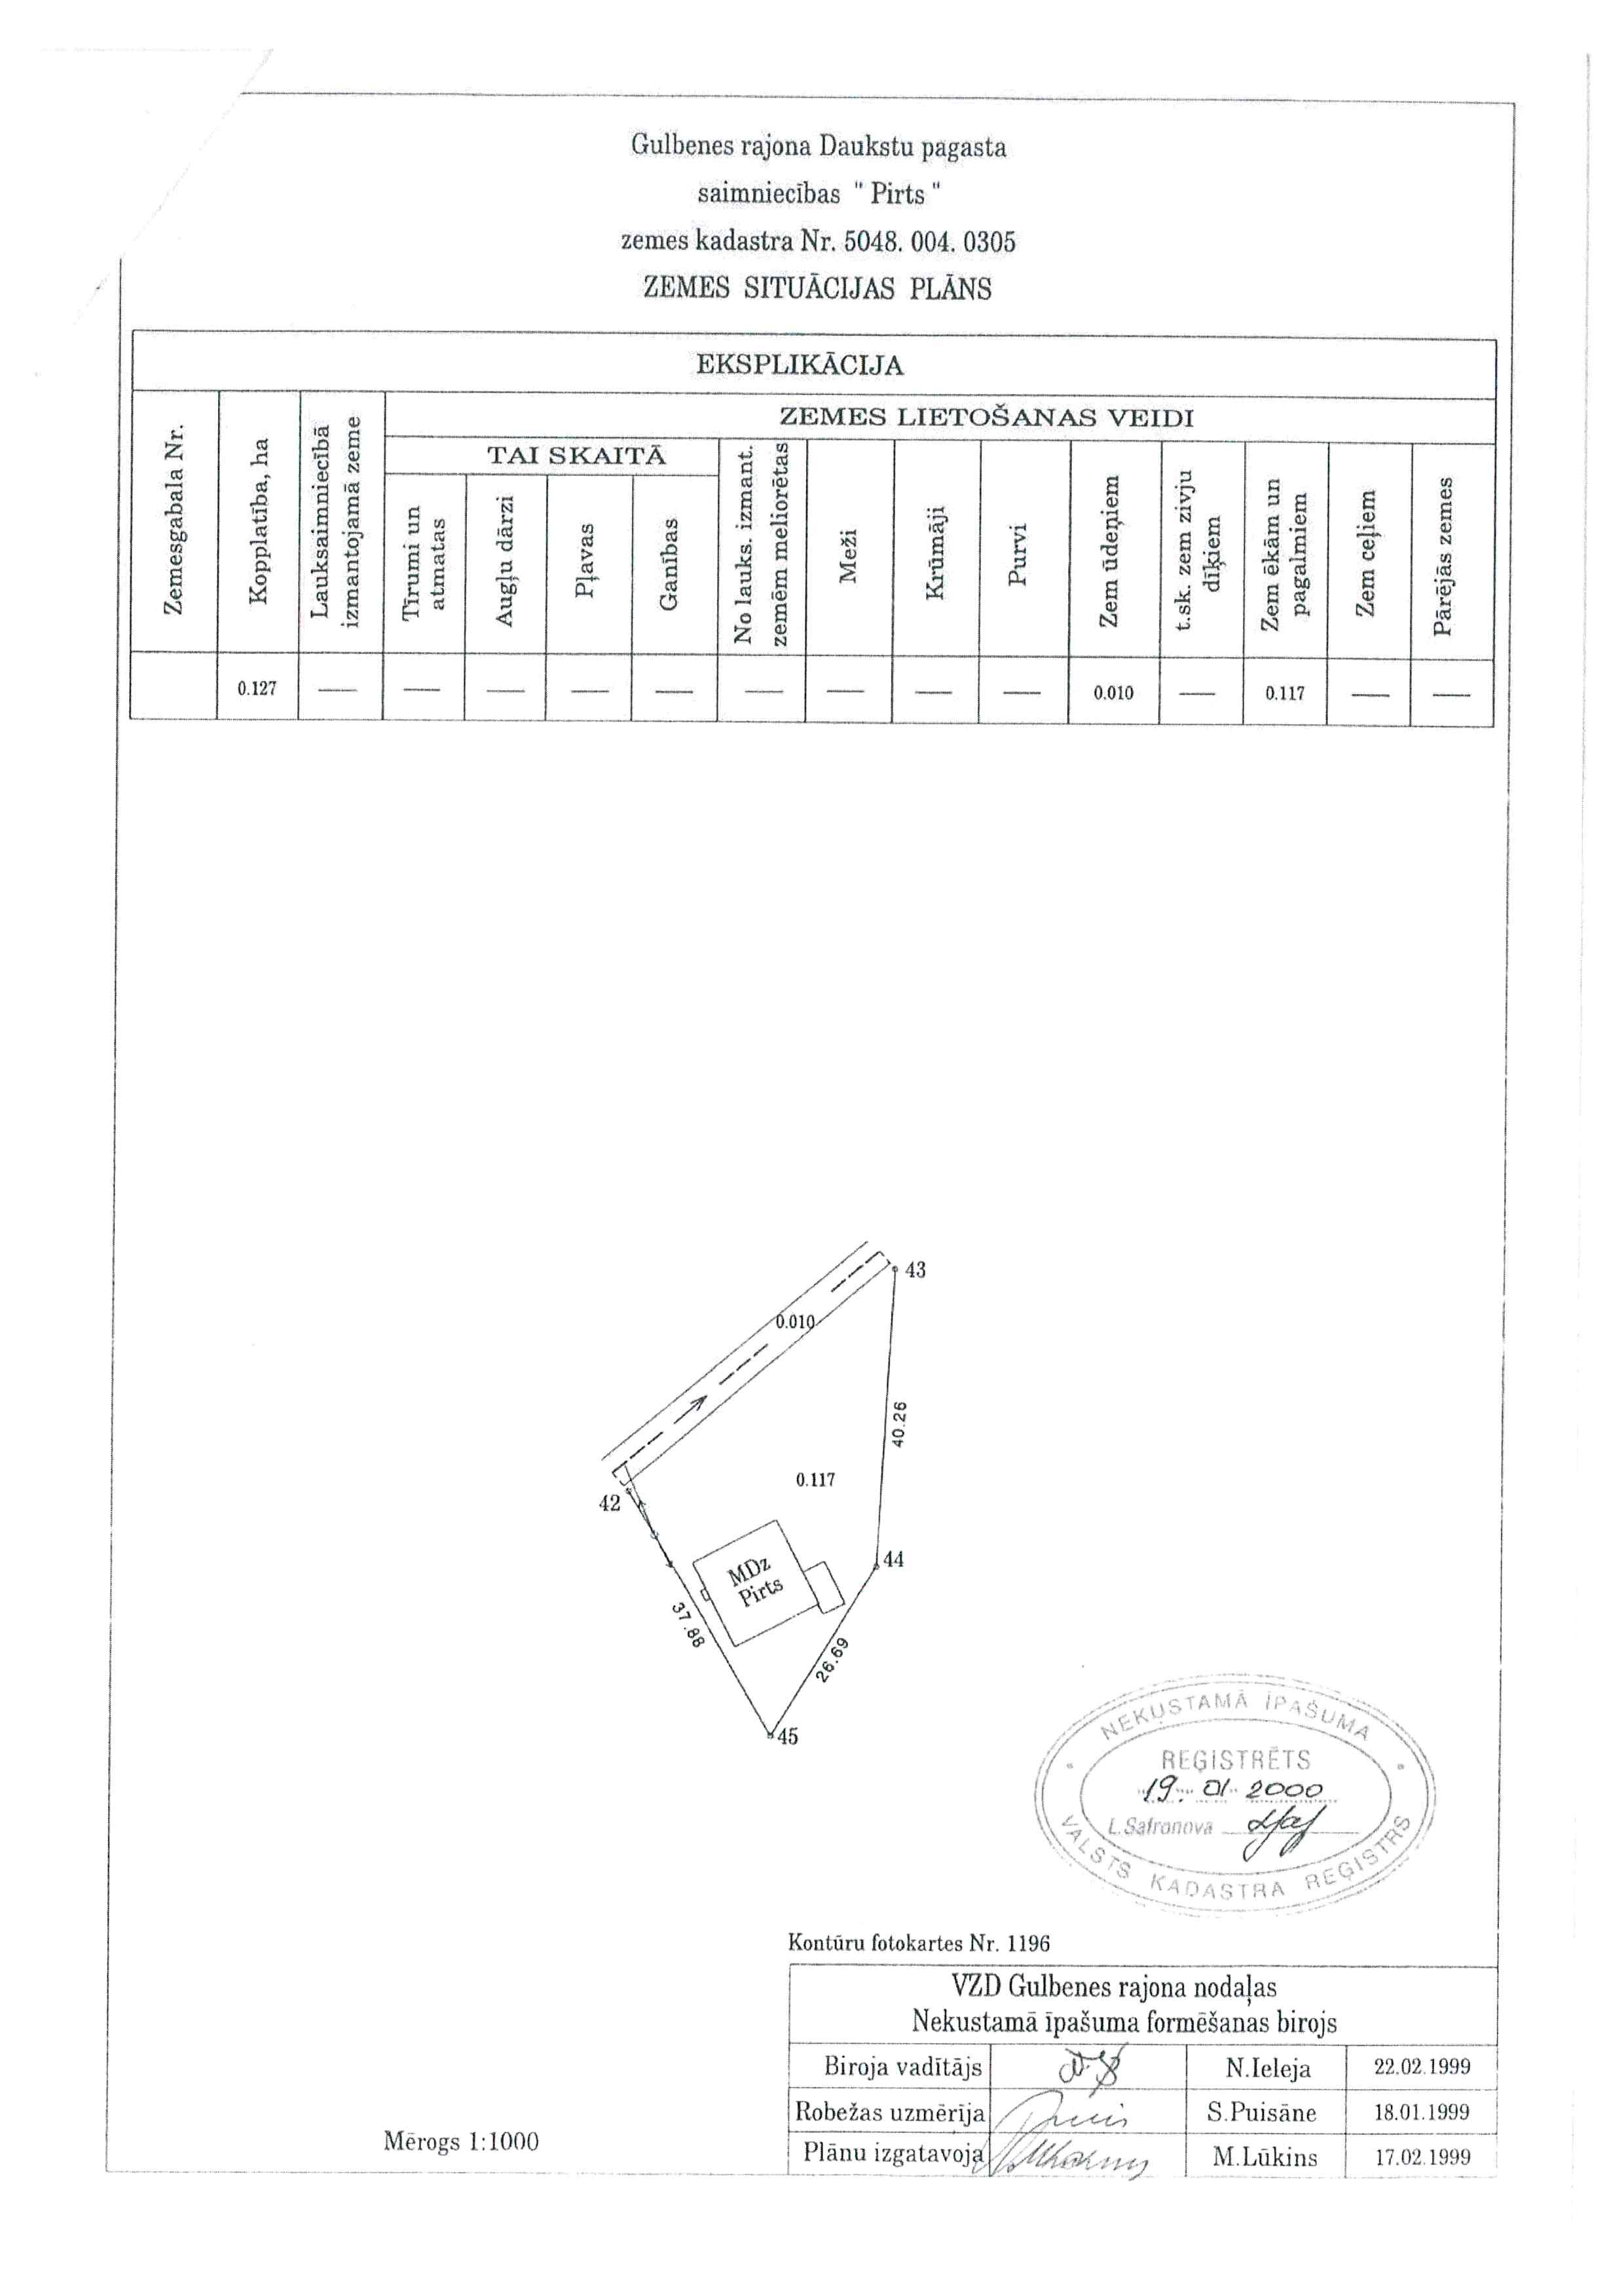 Gulbenes rajona Daukstu pagasta
saimniecības " Pirts "
zemes kadastra Nr. 5048. 004. 0305
ZEMES SITUĀCIJAS PLĀNS
EKSPLIKĀCIJA
Zemesgabala Nr.
Kopplatība, ha
Lauksaimniecībā
izmantojamā zeme
ZEMES LIETOŠANAS VEIDI
TAI SKAITĀ
Tīrumi un
atmatas
Augļu dārzi
Pļavas
Ganības
No lauks. izmant.
zemēm meliorētas
Meži
Krūmāji
Purvi
Zem ūdeņiem
t.sk. zem zivju
dīķiem
Zem ēkām un
pagalmiem
Zem ceļiem
Pārējās zemes
0.127 — — — — — — — — — 0.010 — 0.117 — —
43
0.010
40.26
0.117
42
44
MDz
Pirts
37.88
26.69
45
NEKUSTAMĀ ĪPAŠUMA
REĢISTRĒTS
19. 01 2000
L.Safronova
VALSTS KADASTRA REĢISTRS
Kontūru fotokartes Nr. 1196
VZD Gulbenes rajona nodaļas
Nekustamā īpašuma formēšanas birojs
Biroja vadītājs N.Ieleja 22.02.1999
Robežas uzmērīja S.Puisāne 18.01.1999
Plānu izgatavoja M.Lūkins 17.02.1999
Mērogs 1:1000